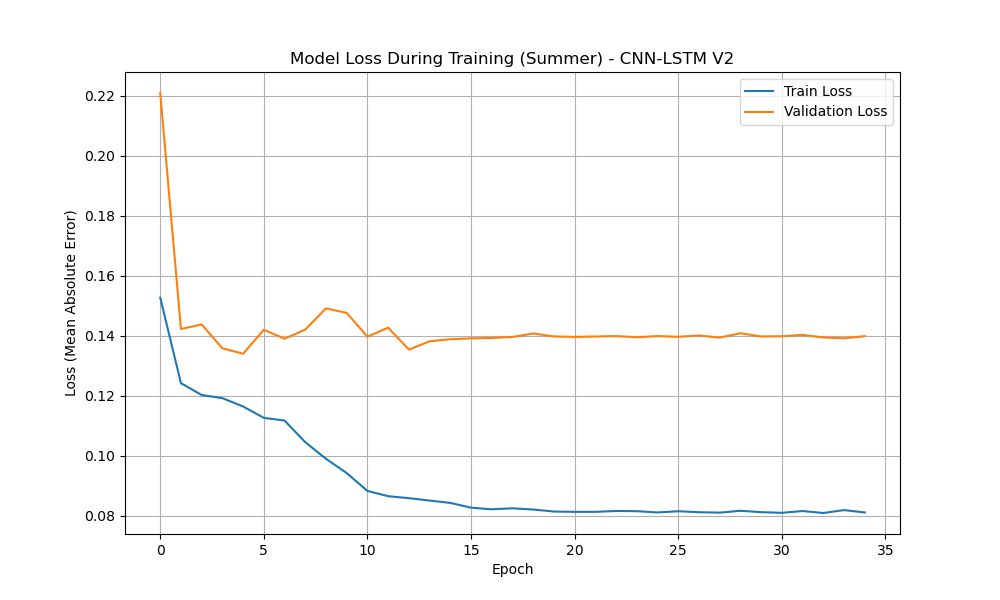 Model Loss During Training (Summer) - CNN-LSTM V2
Train Loss
Validation Loss
Loss (Mean Absolute Error)
0.22
0.20
0.18
0.16
0.14
0.12
0.10
0.08
0 5 10 15 20 25 30 35
Epoch